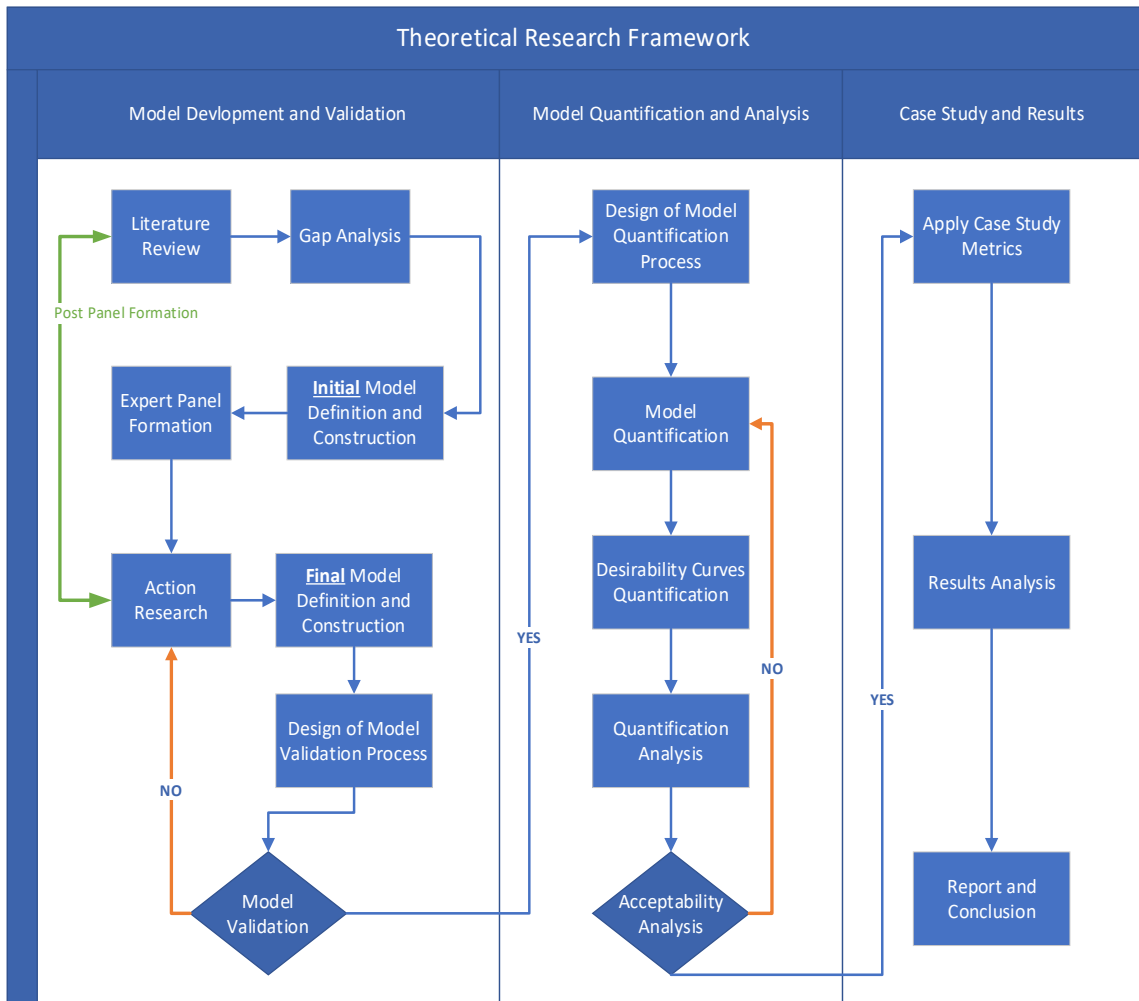 Theoretical Research Framework
Model Devlopment and Validation
Model Quantification and Analysis
Case Study and Results
Literature
Review
Gap Analysis
Post Panel Formation
Expert Panel
Formation
Initial Model
Definition and
Construction
Action
Research
Final Model
Definition and
Construction
Design of Model
Validation Process
NO
Model
Validation
YES
Design of Model
Quantification
Process
Model
Quantification
Desirability Curves
Quantification
NO
Quantification
Analysis
Acceptability
Analysis
YES
Apply Case Study
Metrics
Results Analysis
Report and
Conclusion